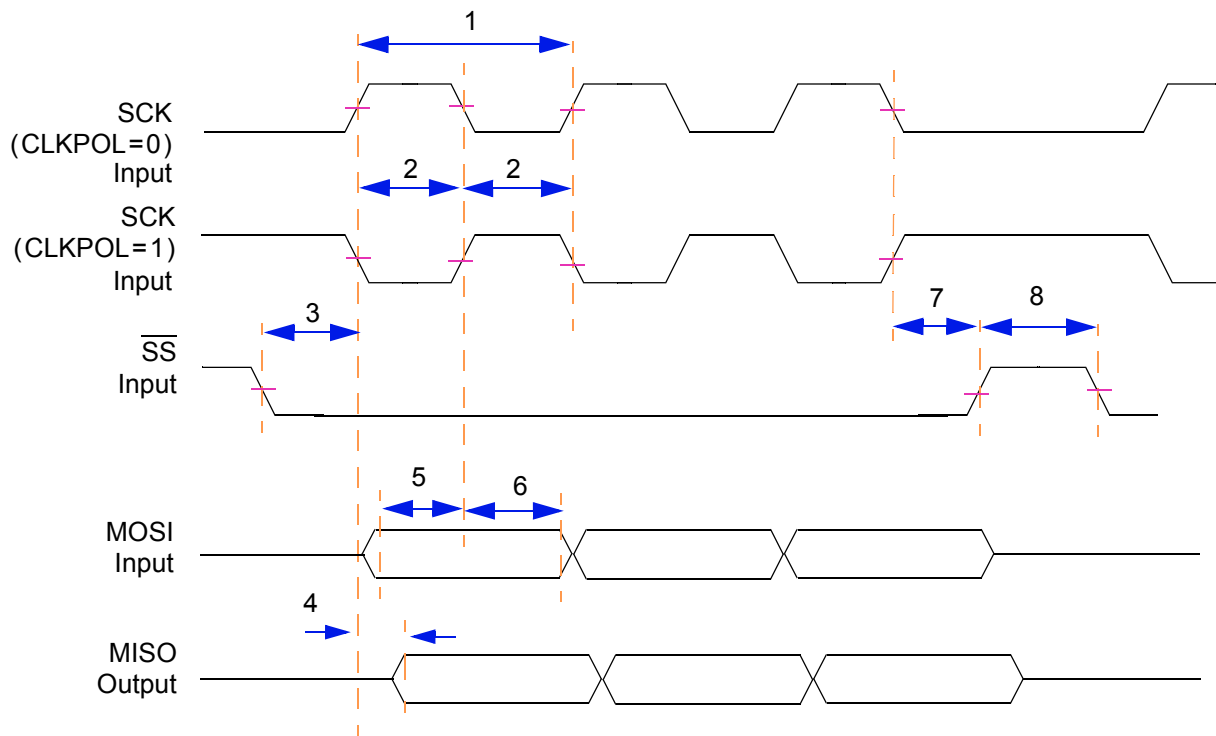 1
SCK
(CLKPOL=0)
Input
2
2
SCK
(CLKPOL=1)
Input
3
7
8
SS
Input
5
6
MOSI
Input
4
MISO
Output